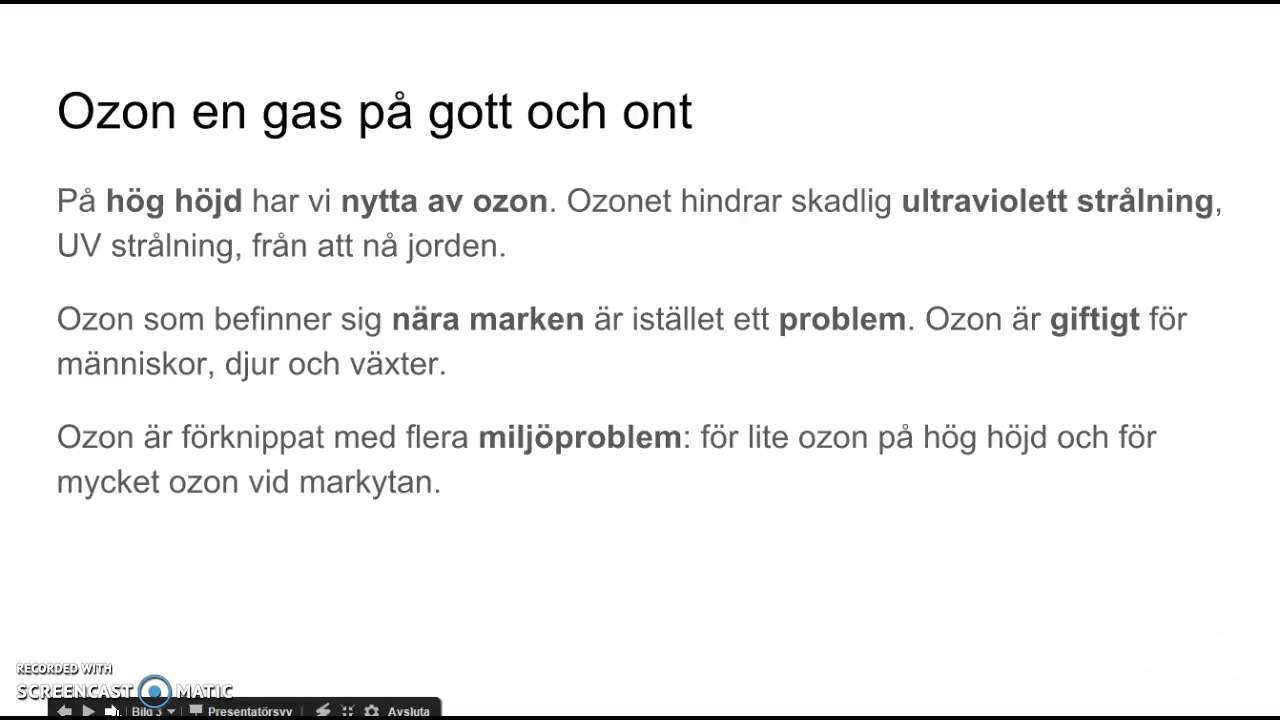 Ozon en gas på gott och ont
På hög höjd har vi nytta av ozon. Ozonet hindrar skadlig ultraviolett strålning,
UV strålning, från att nå jorden.
Ozon som befinner sig nära marken är istället ett problem. Ozon är giftigt för
människor, djur och växter.
Ozon är förknippat med flera miljöproblem: för lite ozon på hög höjd och för
mycket ozon vid markytan.
RECORDED WITH
SCREENCAST MATIC
Bild 3 Presentatörsvy Avsluta